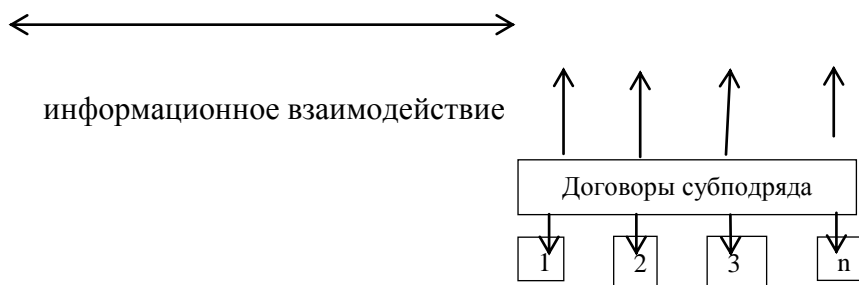 информационное взаимодействие
Договоры субподряда
1 2 3 n